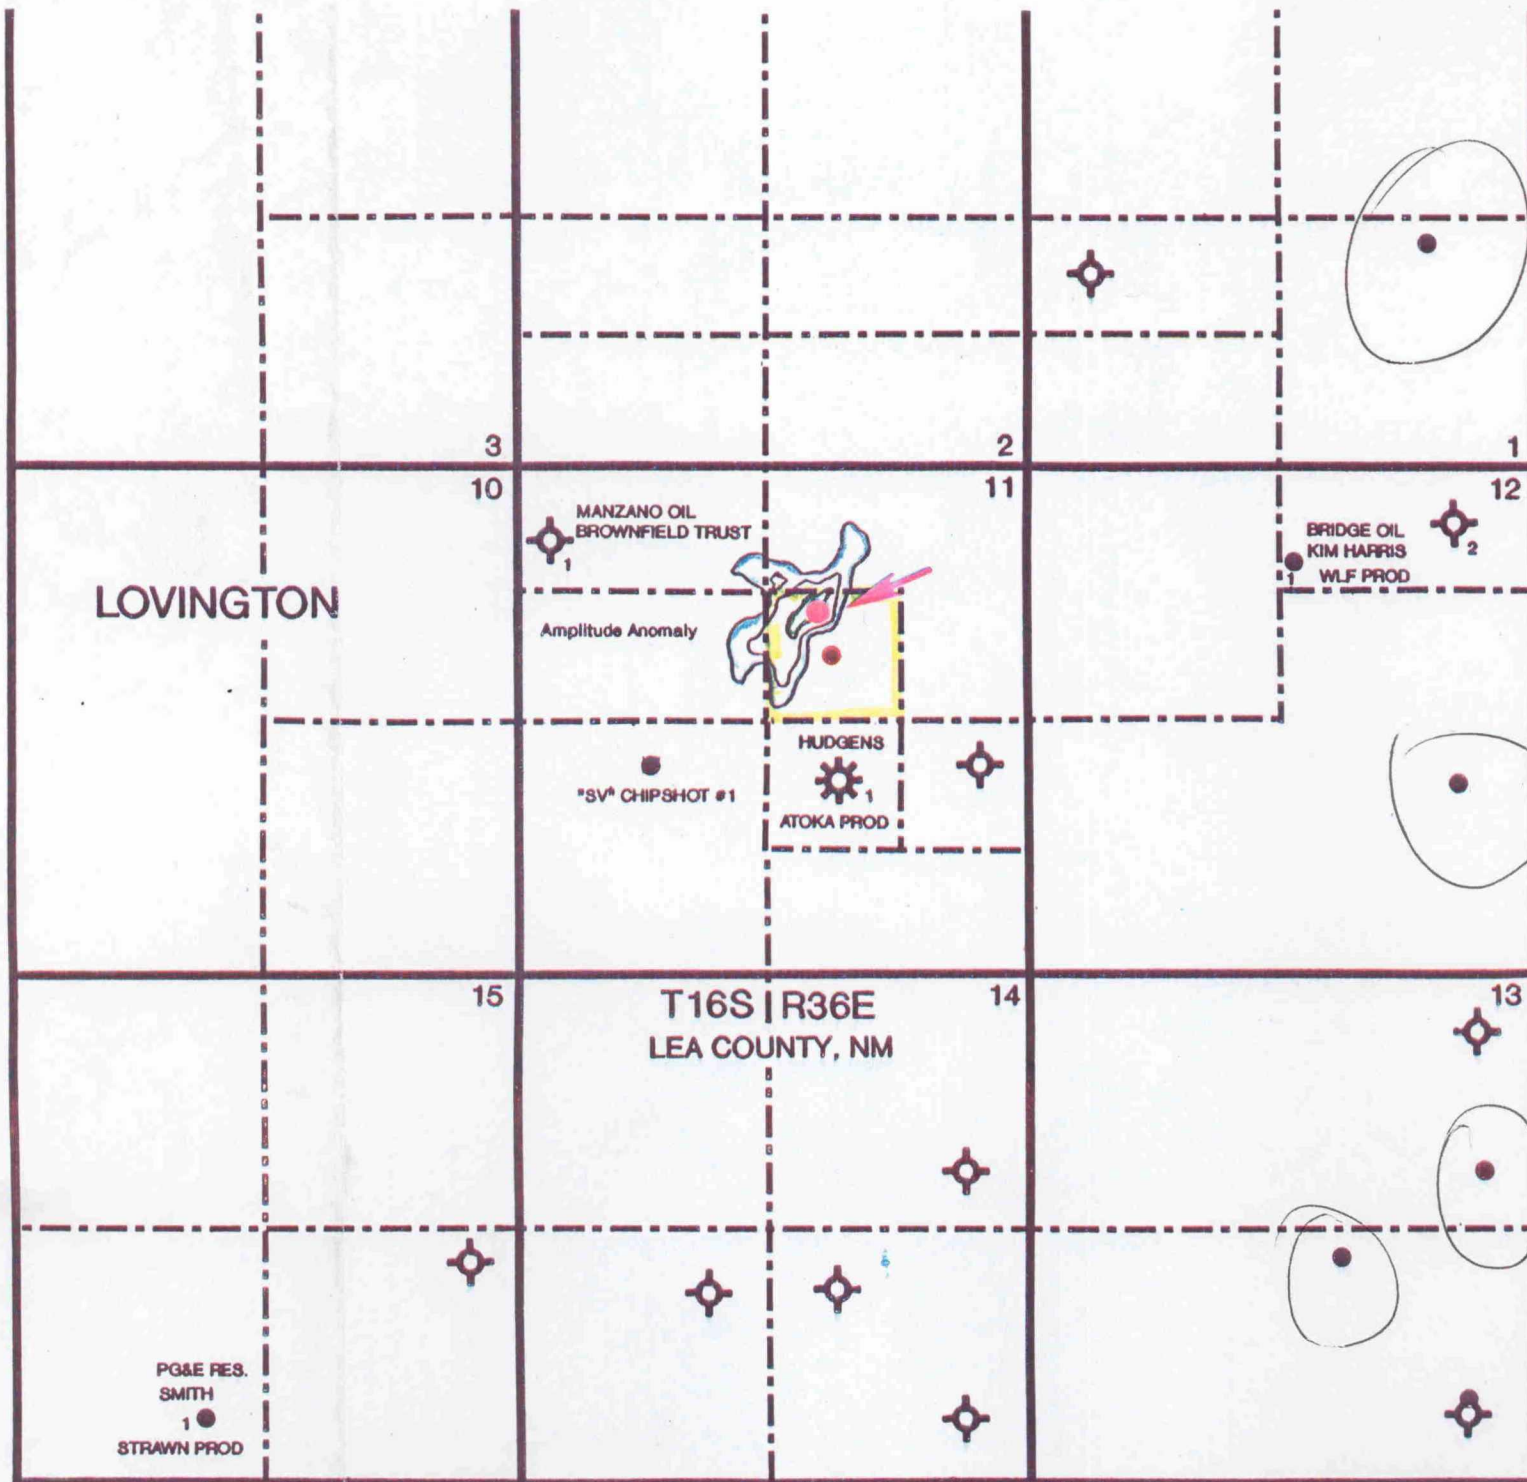 3
2
1
10
11
12
MANZANO OIL
BROWNFIELD TRUST
1
BRIDGE OIL
KIM HARRIS
1
WLF PROD
2
LOVINGTON
Amplitude Anomaly
HUDGENS
1
ATOKA PROD
"SV" CHIPSHOT #1
15
T16S R36E
14
13
LEA COUNTY, NM
PG&E RES.
SMITH
1
STRAWN PROD